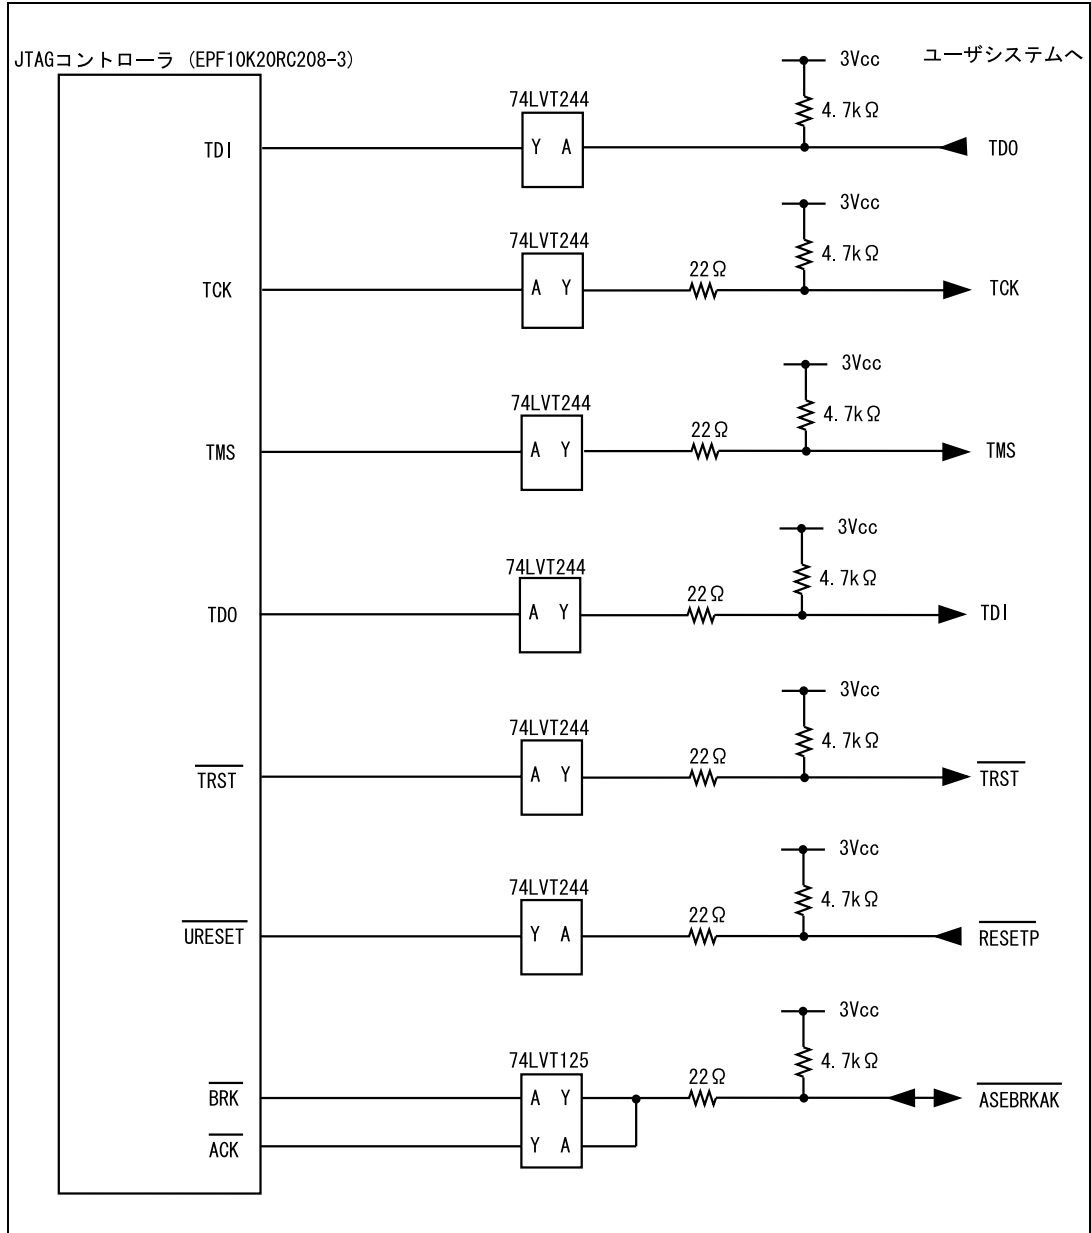 JTAGコントローラ (EPF10K20RC208-3)
ユーザシステムへ
3Vcc
4.7kΩ
74LVT244
TDI
Y A
TDO
3Vcc
4.7kΩ
74LVT244
22Ω
TCK
A Y
TCK
3Vcc
4.7kΩ
74LVT244
22Ω
TMS
A Y
TMS
3Vcc
4.7kΩ
74LVT244
22Ω
TDO
A Y
TDI
3Vcc
4.7kΩ
74LVT244
22Ω
TRST
A Y
TRST
3Vcc
4.7kΩ
74LVT244
22Ω
URESET
Y A
RESETP
3Vcc
4.7kΩ
74LVT125
22Ω
BRK
A Y
ASEBRKAK
ACK
Y A